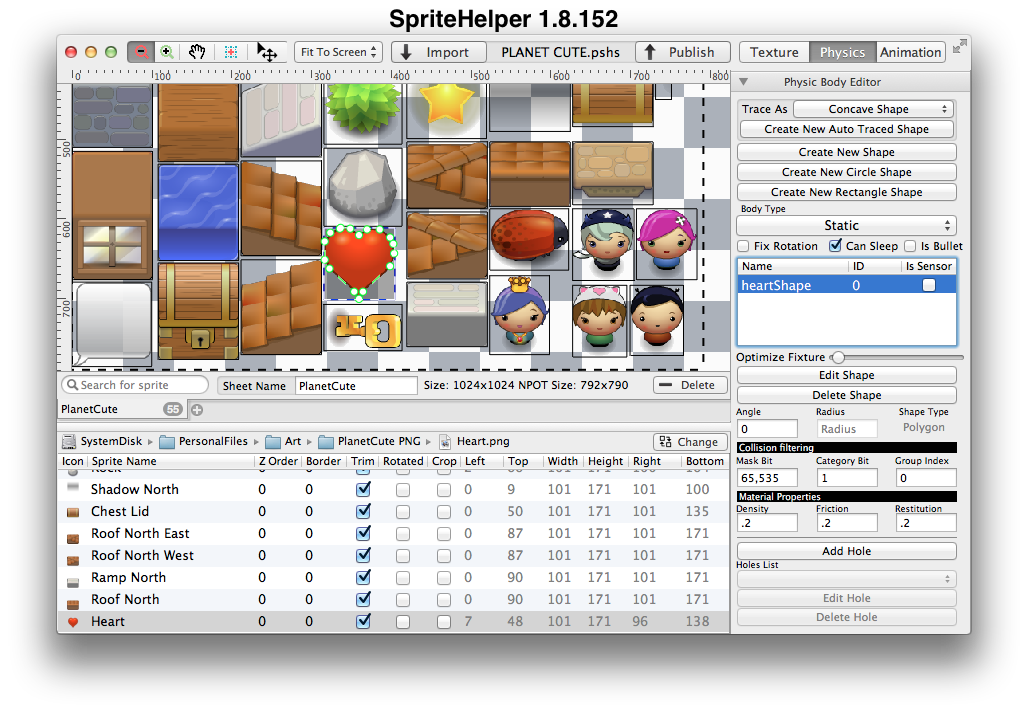 SpriteHelper 1.8.152
Fit To Screen Import PLANET CUTE.pshs Publish Texture Physics Animation
0 100 200 300 400 500 600 700 800
500
600
700
Physic Body Editor
Trace As Concave Shape
Create New Auto Traced Shape
Create New Shape
Create New Circle Shape
Create New Rectangle Shape
Body Type
Static
Fix Rotation Can Sleep Is Bullet
Name ID Is Sensor
heartShape 0
Optimize Fixture
Edit Shape
Delete Shape
Angle Radius Shape Type
0 Radius Polygon
Collision filtering
Mask Bit Category Bit Group Index
65,535 1 0
Material Properties
Density Friction Restitution
.2 .2 .2
Add Hole
Holes List
Edit Hole
Delete Hole
Search for sprite Sheet Name PlanetCute Size: 1024x1024 NPOT Size: 792x790 Delete
PlanetCute 55
SystemDisk PersonalFiles Art PlanetCute PNG Heart.png Change
Icon Sprite Name Z Order Border Trim Rotated Crop Left Top Width Height Right Bottom
Shadow North 0 0 0 9 101 171 101 100
Chest Lid 0 0 0 50 101 171 101 135
Roof North East 0 0 0 87 101 171 101 171
Roof North West 0 0 0 87 101 171 101 171
Ramp North 0 0 0 90 101 171 101 171
Roof North 0 0 0 90 101 171 101 171
Heart 0 0 7 48 101 171 96 138